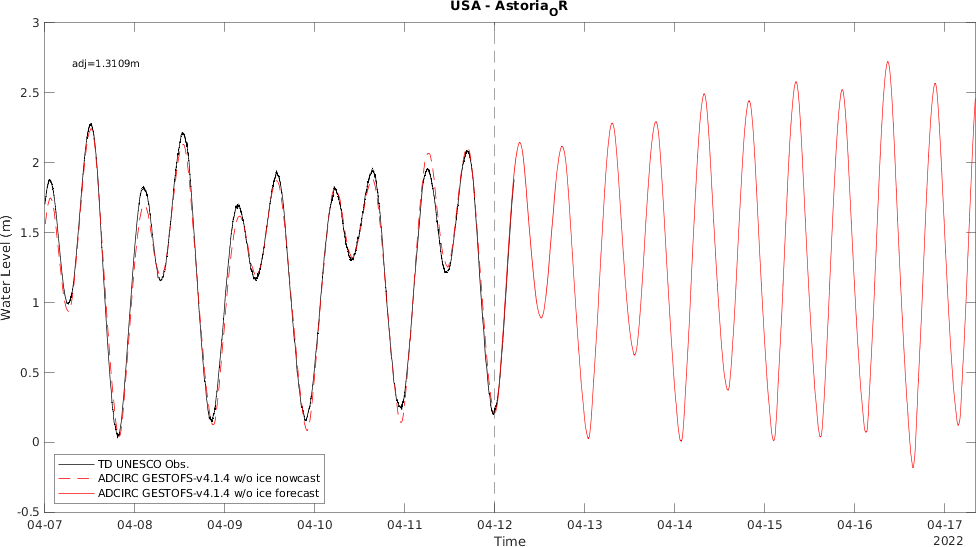 USA - Astoria_OR
adj=1.3109m
3
2.5
2
1.5
1
0.5
0
-0.5
Water Level (m)
TD UNESCO Obs.
ADCIRC GESTOFS-v4.1.4 w/o ice nowcast
ADCIRC GESTOFS-v4.1.4 w/o ice forecast
04-07 04-08 04-09 04-10 04-11 04-12 04-13 04-14 04-15 04-16 04-17
Time
2022